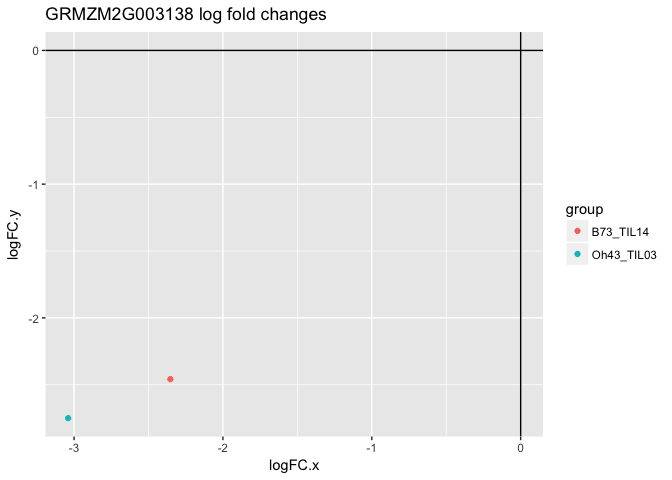 GRMZM2G003138 log fold changes
0
-1
-2
logFC.y
-3
-2
-1
0
logFC.x
group
B73_TIL14
Oh43_TIL03